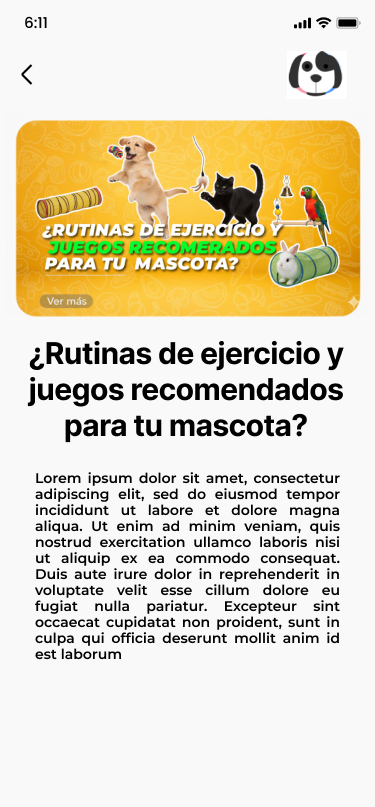 6:11
¿RUTINAS DE EJERCICIO Y
JUEGOS RECOMERADOS
PARA TU MASCOTA?
Ver más
¿Rutinas de ejercicio y
juegos recomendados
para tu mascota?
Lorem ipsum dolor sit amet, consectetur
adipiscing elit, sed do eiusmod tempor
incididunt ut labore et dolore magna
aliqua. Ut enim ad minim veniam, quis
nostrud exercitation ullamco laboris nisi
ut aliquip ex ea commodo consequat.
Duis aute irure dolor in reprehenderit in
voluptate velit esse cillum dolore eu
fugiat nulla pariatur. Excepteur sint
occaecat cupidatat non proident, sunt in
culpa qui officia deserunt mollit anim id
est laborum